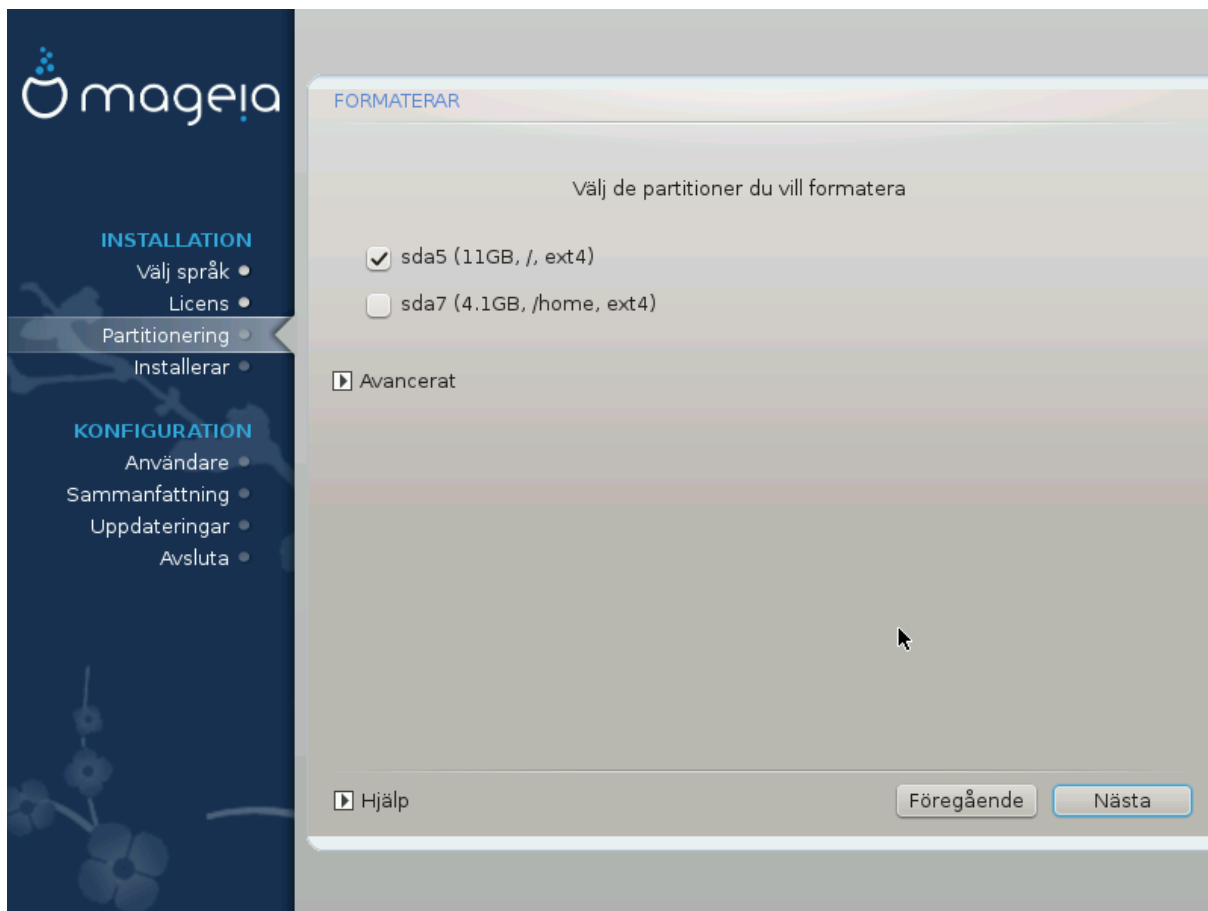 mageia
INSTALLATION
Välj språk
Licens
Partitionering
Installerar
KONFIGURATION
Användare
Sammanfattning
Uppdateringar
Avsluta
FORMATERAR
Välj de partitioner du vill formatera
sda5 (11GB, /, ext4)
sda7 (4.1GB, /home, ext4)
Avancerat
Hjälp
Föregående
Nästa